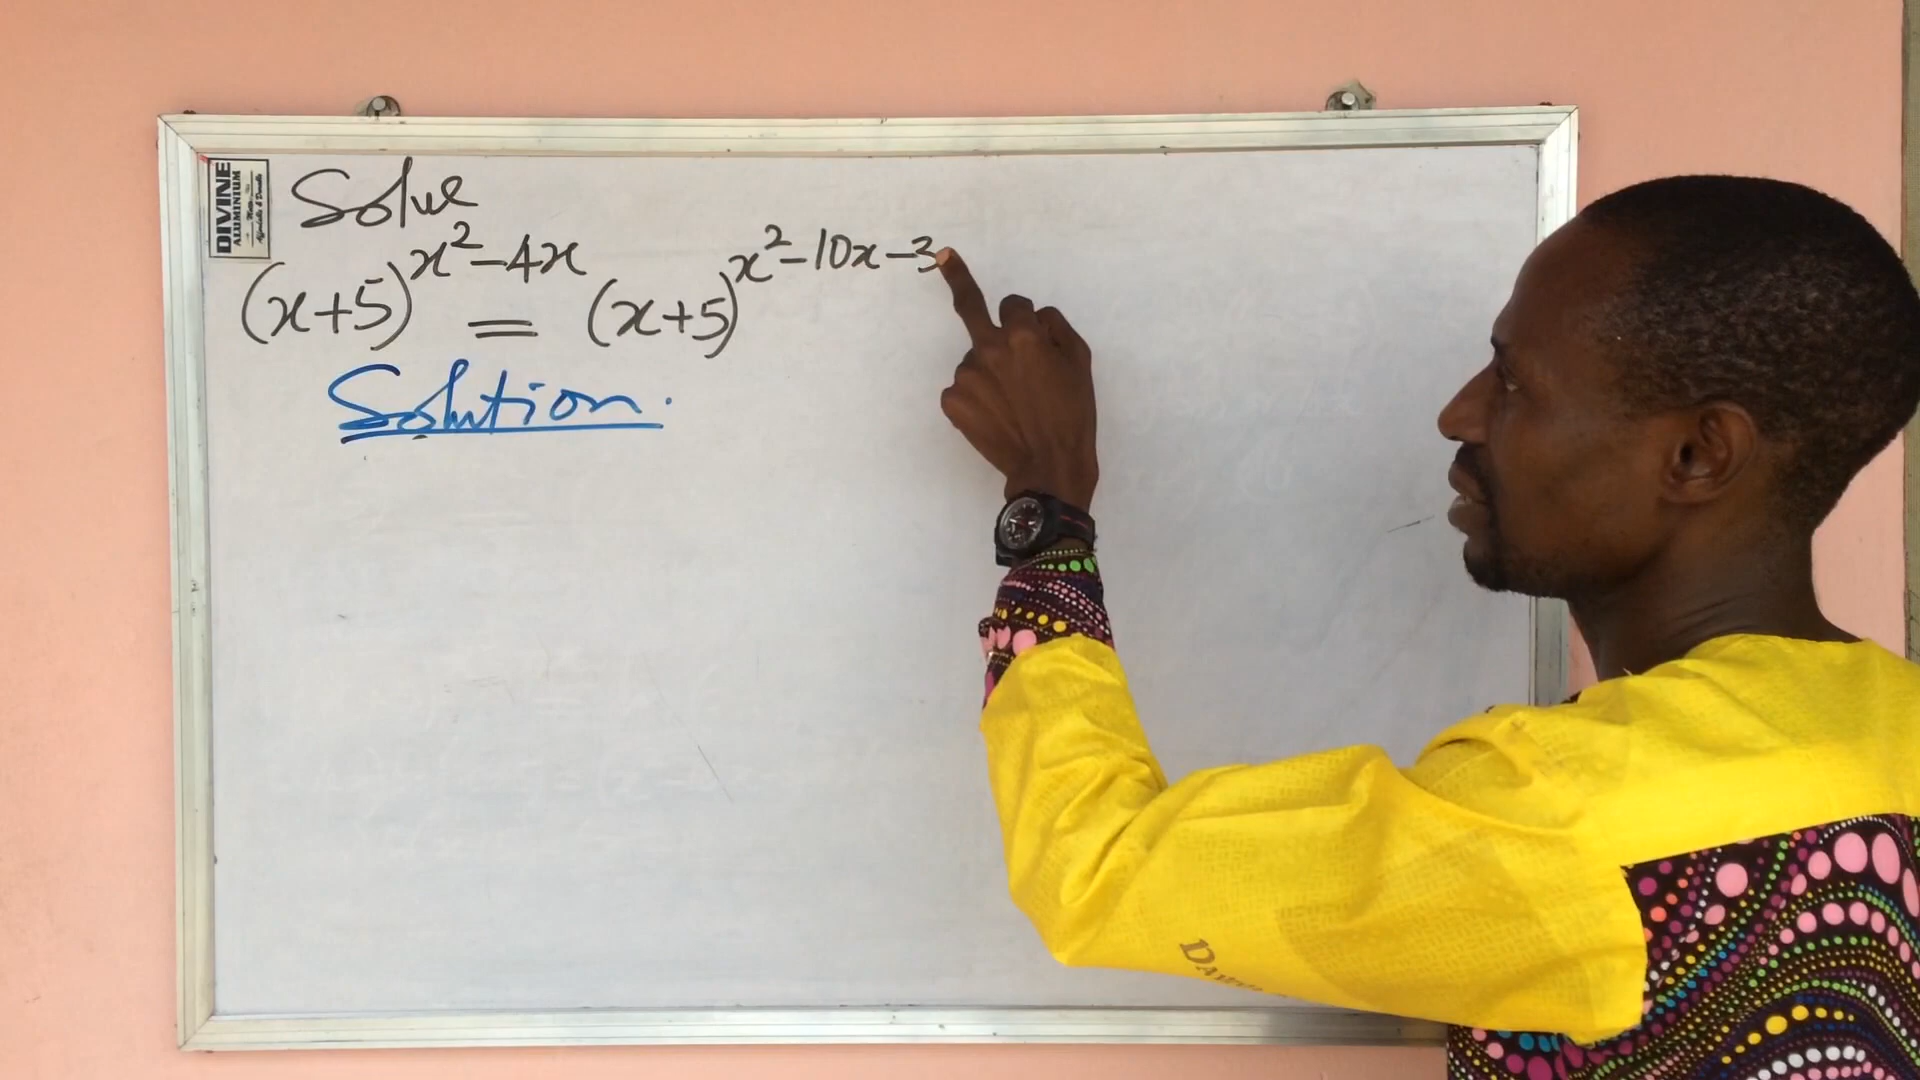 DIVINE
ALUMINIUM
Solve
(x+5)^{x²-4x} = (x+5)^{x²-10x-3}
Solution.